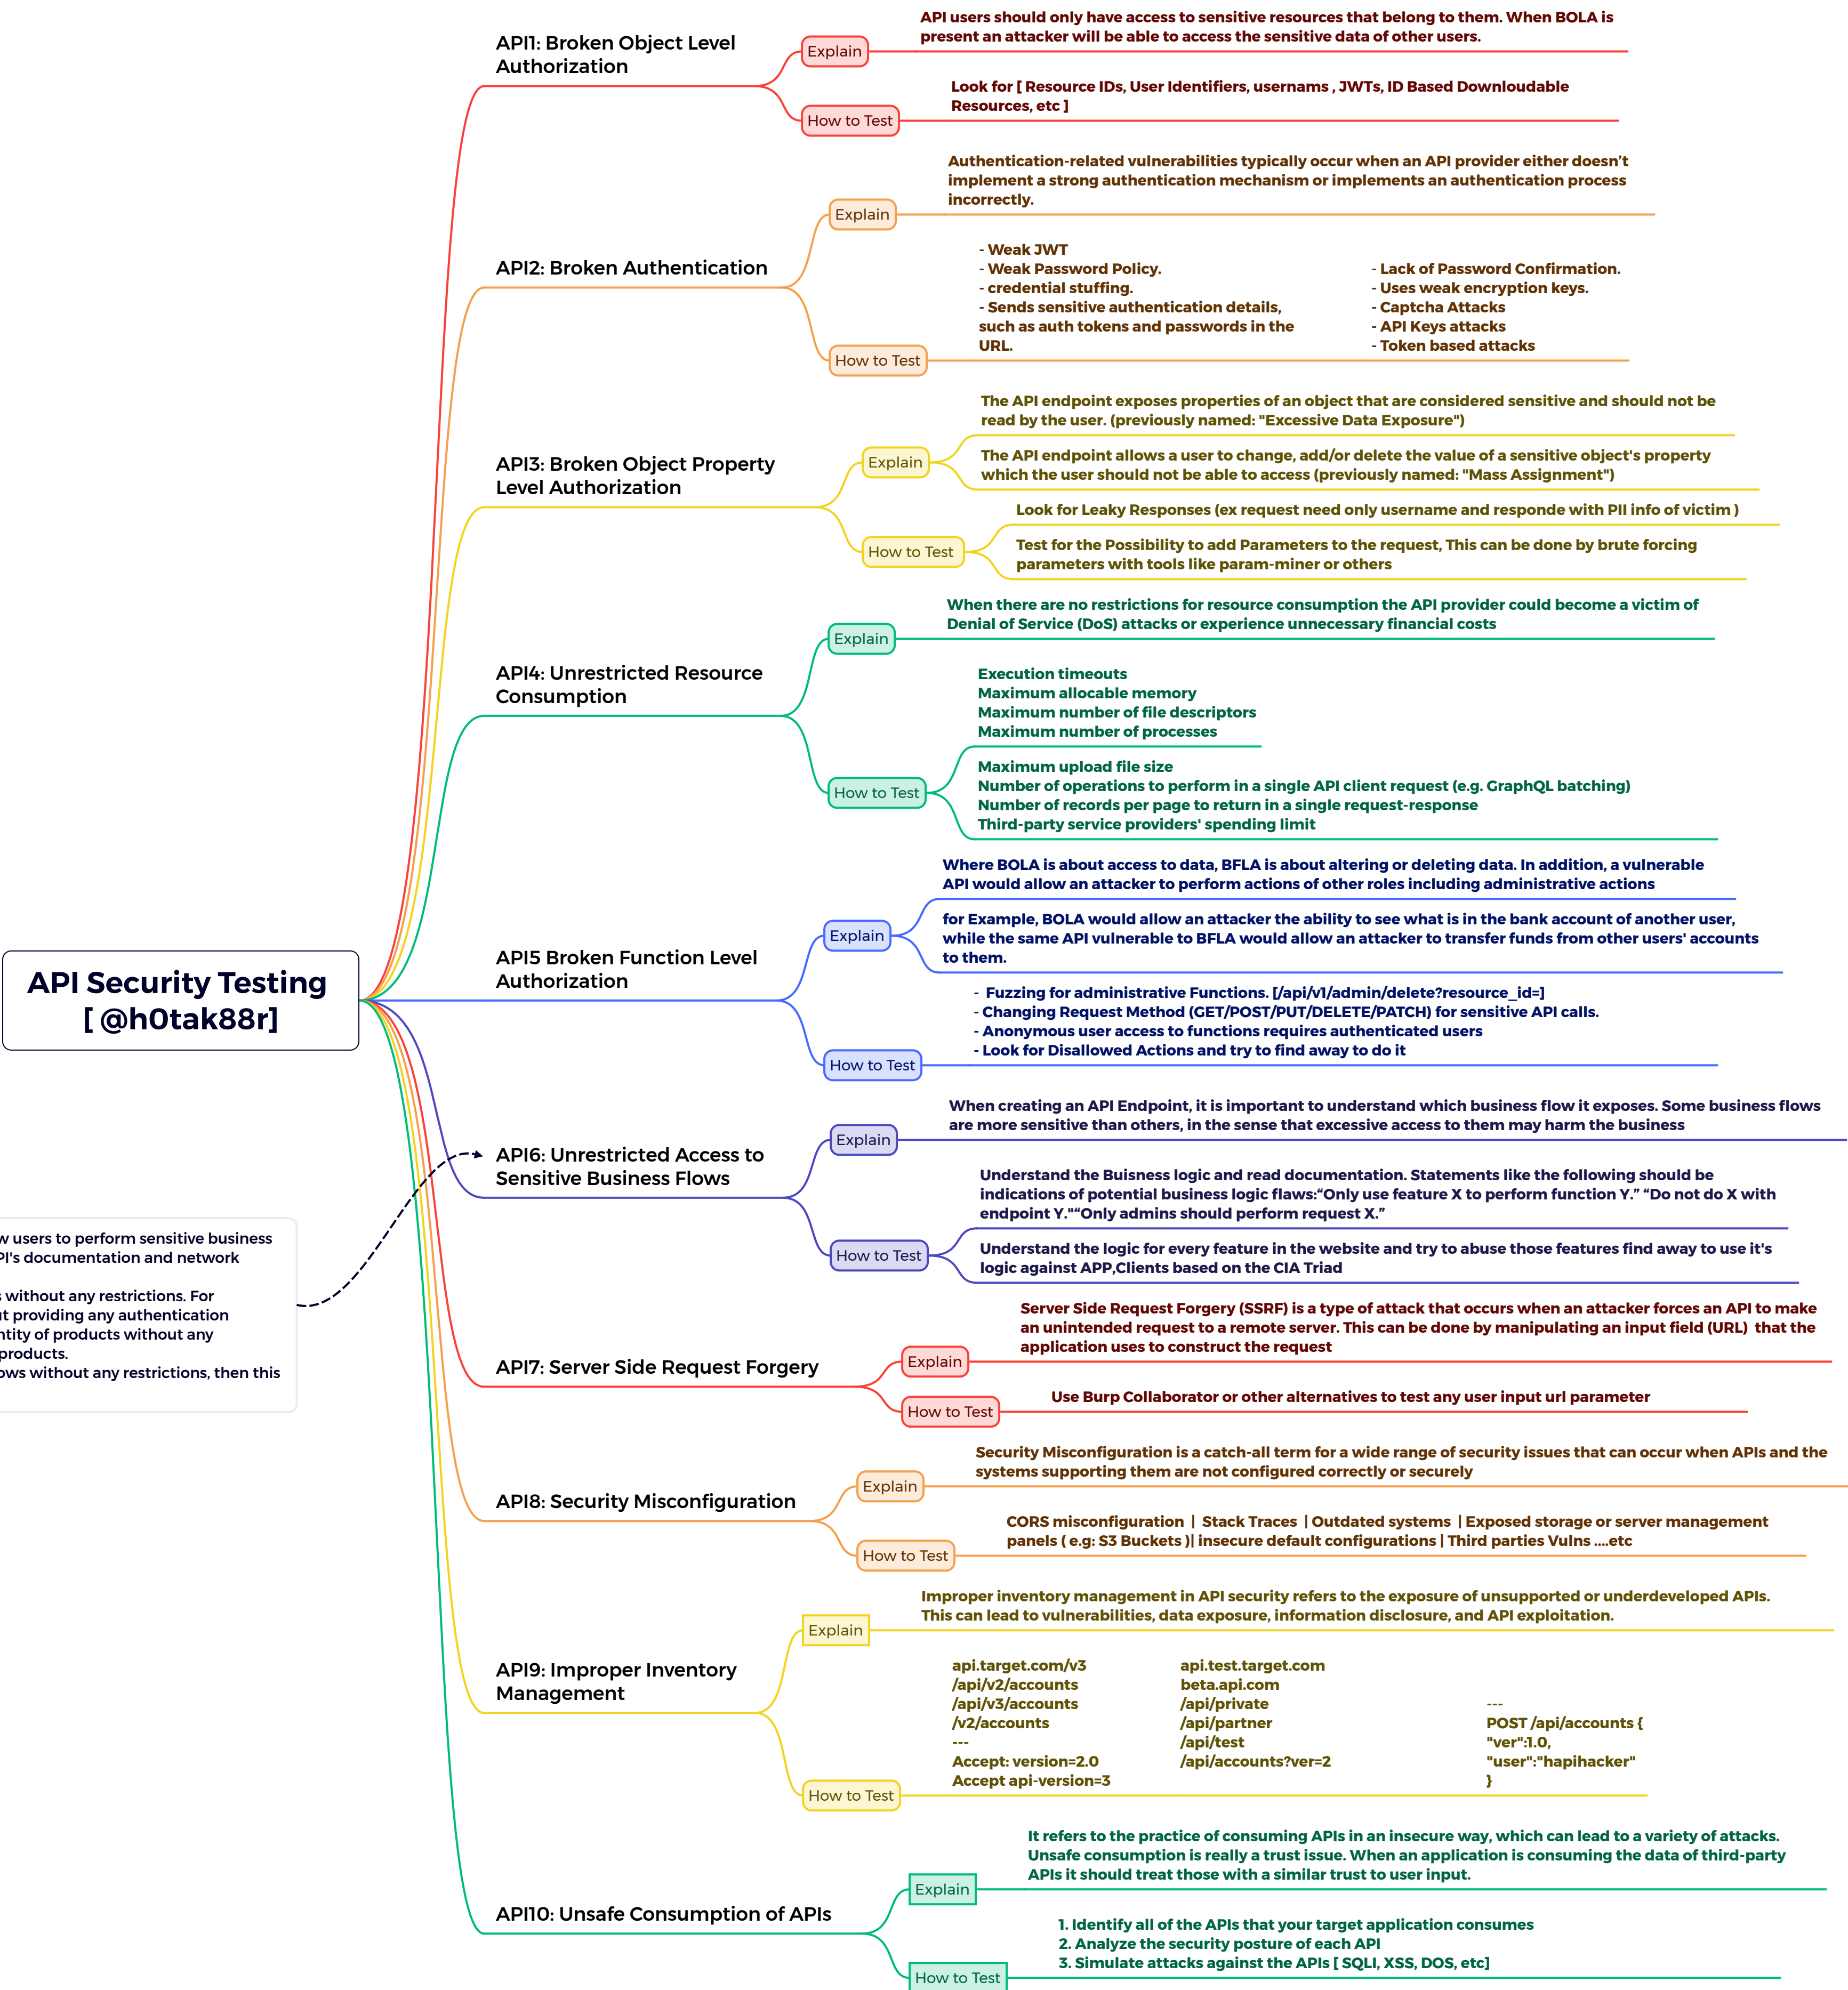 API Security Testing
[ @h0tak88r]
API1: Broken Object Level
Authorization
Explain
API users should only have access to sensitive resources that belong to them. When BOLA is
present an attacker will be able to access the sensitive data of other users.
How to Test
Look for [ Resource IDs, User Identifiers, usernams , JWTs, ID Based Downloudable
Resources, etc ]
API2: Broken Authentication
Explain
Authentication-related vulnerabilities typically occur when an API provider either doesn’t
implement a strong authentication mechanism or implements an authentication process
incorrectly.
How to Test
- Weak JWT
- Weak Password Policy.
- credential stuffing.
- Sends sensitive authentication details,
such as auth tokens and passwords in the
URL.
- Lack of Password Confirmation.
- Uses weak encryption keys.
- Captcha Attacks
- API Keys attacks
- Token based attacks
API3: Broken Object Property
Level Authorization
Explain
The API endpoint exposes properties of an object that are considered sensitive and should not be
read by the user. (previously named: "Excessive Data Exposure")
The API endpoint allows a user to change, add/or delete the value of a sensitive object's property
which the user should not be able to access (previously named: "Mass Assignment")
How to Test
Look for Leaky Responses (ex request need only username and responde with PII info of victim )
Test for the Possibility to add Parameters to the request, This can be done by brute forcing
parameters with tools like param-miner or others
API4: Unrestricted Resource
Consumption
Explain
When there are no restrictions for resource consumption the API provider could become a victim of
Denial of Service (DoS) attacks or experience unnecessary financial costs
How to Test
Execution timeouts
Maximum allocable memory
Maximum number of file descriptors
Maximum number of processes
Maximum upload file size
Number of operations to perform in a single API client request (e.g. GraphQL batching)
Number of records per page to return in a single request-response
Third-party service providers' spending limit
API5 Broken Function Level
Authorization
Explain
Where BOLA is about access to data, BFLA is about altering or deleting data. In addition, a vulnerable
API would allow an attacker to perform actions of other roles including administrative actions
for Example, BOLA would allow an attacker the ability to see what is in the bank account of another user,
while the same API vulnerable to BFLA would allow an attacker to transfer funds from other users' accounts
to them.
How to Test
- Fuzzing for administrative Functions. [/api/v1/admin/delete?resource_id=]
- Changing Request Method (GET/POST/PUT/DELETE/PATCH) for sensitive API calls.
- Anonymous user access to functions requires authenticated users
- Look for Disallowed Actions and try to find away to do it
API6: Unrestricted Access to
Sensitive Business Flows
Explain
When creating an API Endpoint, it is important to understand which business flow it exposes. Some business flows
are more sensitive than others, in the sense that excessive access to them may harm the business
How to Test
Understand the Buisness logic and read documentation. Statements like the following should be
indications of potential business logic flaws:“Only use feature X to perform function Y.” “Do not do X with
endpoint Y."“Only admins should perform request X.”
Understand the logic for every feature in the website and try to abuse those features find away to use it's
logic against APP,Clients based on the CIA Triad
users to perform sensitive business
documentation and network
without any restrictions. For
providing any authentication
of products without any
products.
without any restrictions, then this
API7: Server Side Request Forgery
Explain
Server Side Request Forgery (SSRF) is a type of attack that occurs when an attacker forces an API to make
an unintended request to a remote server. This can be done by manipulating an input field (URL) that the
application uses to construct the request
How to Test
Use Burp Collaborator or other alternatives to test any user input url parameter
API8: Security Misconfiguration
Explain
Security Misconfiguration is a catch-all term for a wide range of security issues that can occur when APIs and the
systems supporting them are not configured correctly or securely
How to Test
CORS misconfiguration | Stack Traces | Outdated systems | Exposed storage or server management
panels ( e.g: S3 Buckets )| insecure default configurations | Third parties Vulns ....etc
API9: Improper Inventory
Management
Explain
Improper inventory management in API security refers to the exposure of unsupported or underdeveloped APIs.
This can lead to vulnerabilities, data exposure, information disclosure, and API exploitation.
How to Test
api.target.com/v3
/api/v2/accounts
/api/v3/accounts
/v2/accounts
---
Accept: version=2.0
Accept api-version=3
api.test.target.com
beta.api.com
/api/private
/api/partner
/api/test
/api/accounts?ver=2
---
POST /api/accounts {
"ver":1.0,
"user":"hapihacker"
}
API10: Unsafe Consumption of APIs
Explain
It refers to the practice of consuming APIs in an insecure way, which can lead to a variety of attacks.
Unsafe consumption is really a trust issue. When an application is consuming the data of third-party
APIs it should treat those with a similar trust to user input.
How to Test
1. Identify all of the APIs that your target application consumes
2. Analyze the security posture of each API
3. Simulate attacks against the APIs [ SQLI, XSS, DOS, etc]